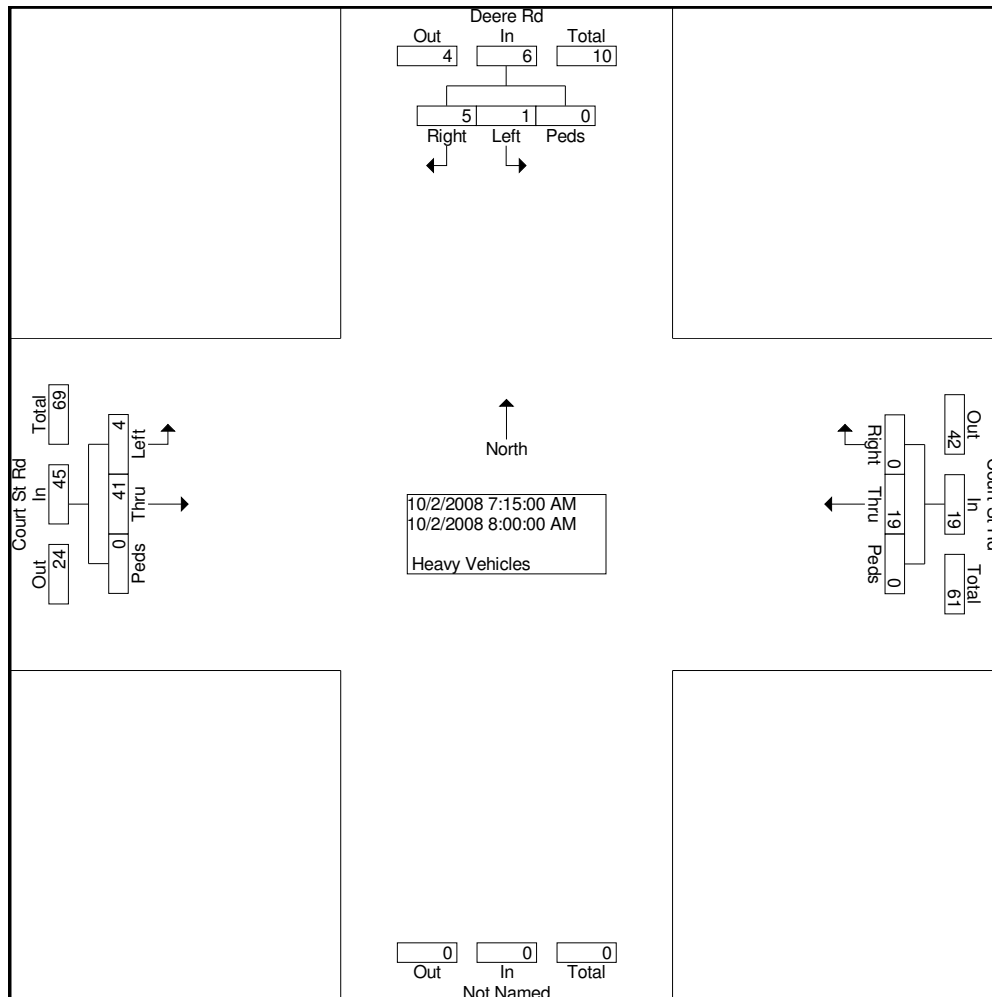 Deere Rd
Out In Total
4 6 10
5 1 0
Right Left Peds
Court St Rd
Total In Out
69 45 24
4 41 0
Left Thru Peds
North
10/2/2008 7:15:00 AM
10/2/2008 8:00:00 AM
Heavy Vehicles
Right Thru Peds
0 19 0
Out In Total
42 19 61
Court St Rd
0 0 0
Out In Total
Not Named